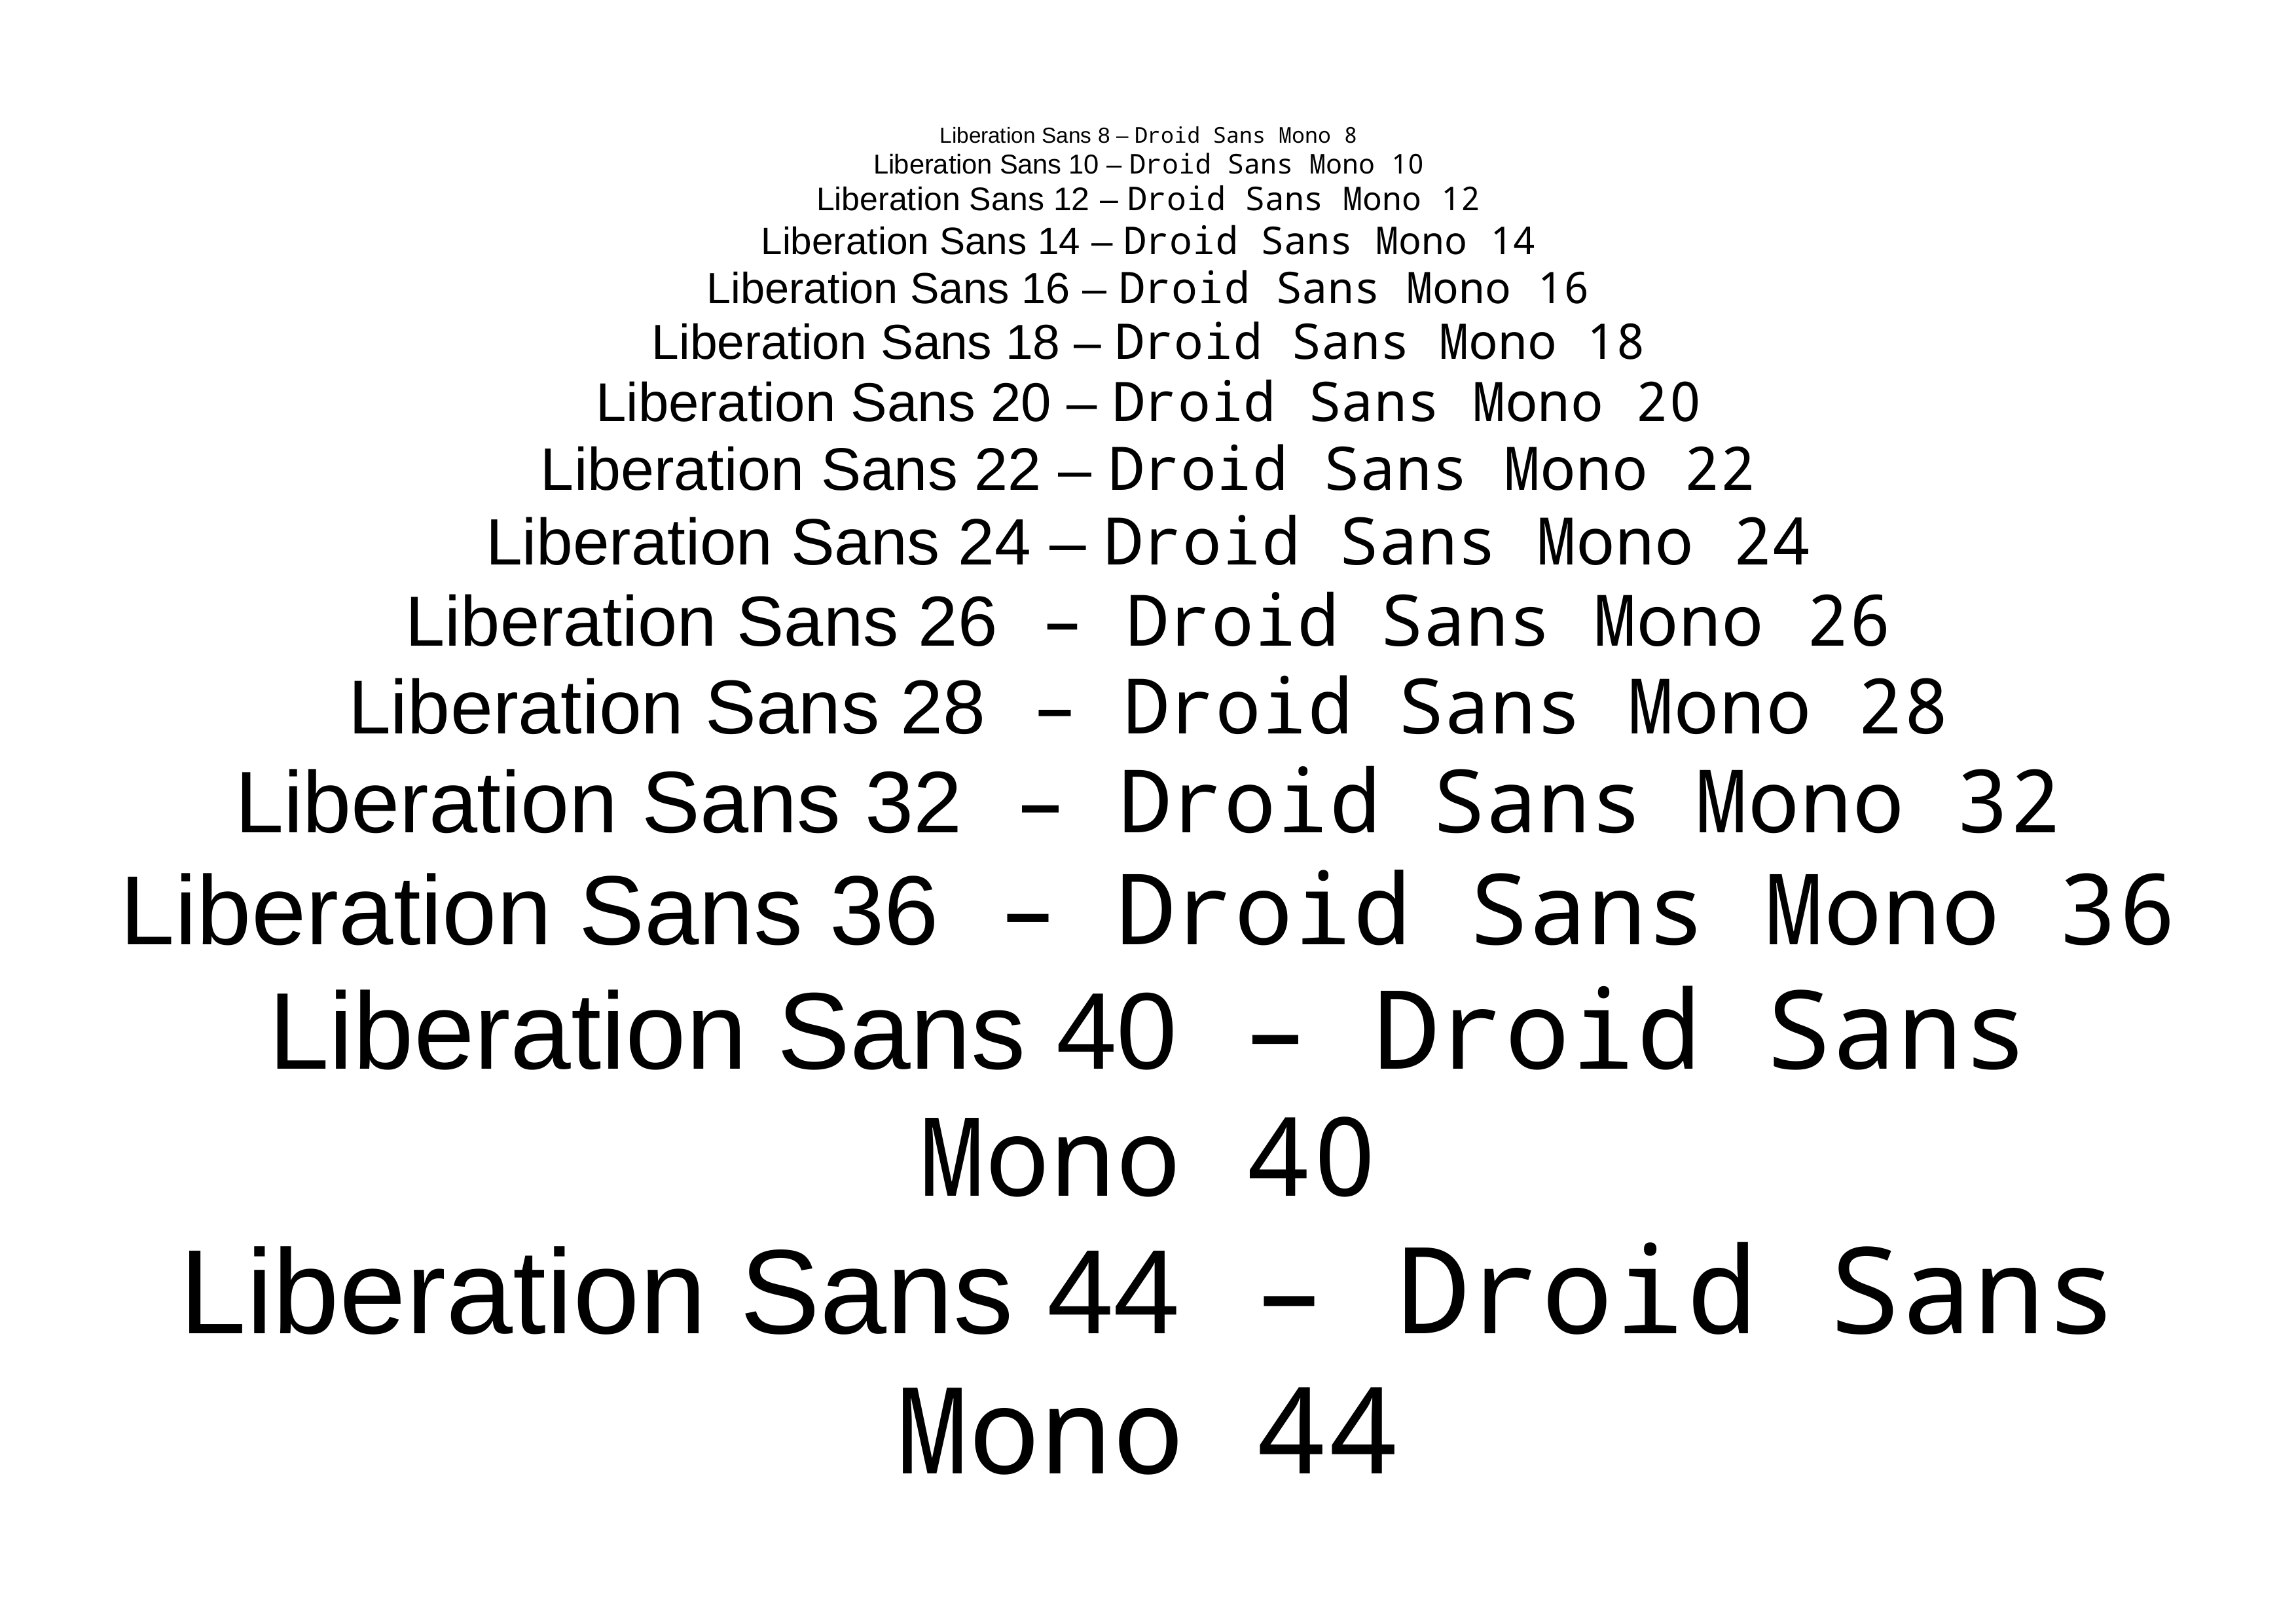 Liberation Sans 8 – Droid Sans Mono 8
Liberation Sans 10 – Droid Sans Mono 10
Liberation Sans 12 – Droid Sans Mono 12
Liberation Sans 14 – Droid Sans Mono 14
Liberation Sans 16 – Droid Sans Mono 16
Liberation Sans 18 – Droid Sans Mono 18
Liberation Sans 20 – Droid Sans Mono 20
Liberation Sans 22 – Droid Sans Mono 22
Liberation Sans 24 – Droid Sans Mono 24
Liberation Sans 26 – Droid Sans Mono 26
Liberation Sans 28 – Droid Sans Mono 28
Liberation Sans 32 – Droid Sans Mono 32
Liberation Sans 36 – Droid Sans Mono 36
Liberation Sans 40 – Droid Sans
Mono 40
Liberation Sans 44 – Droid Sans
Mono 44